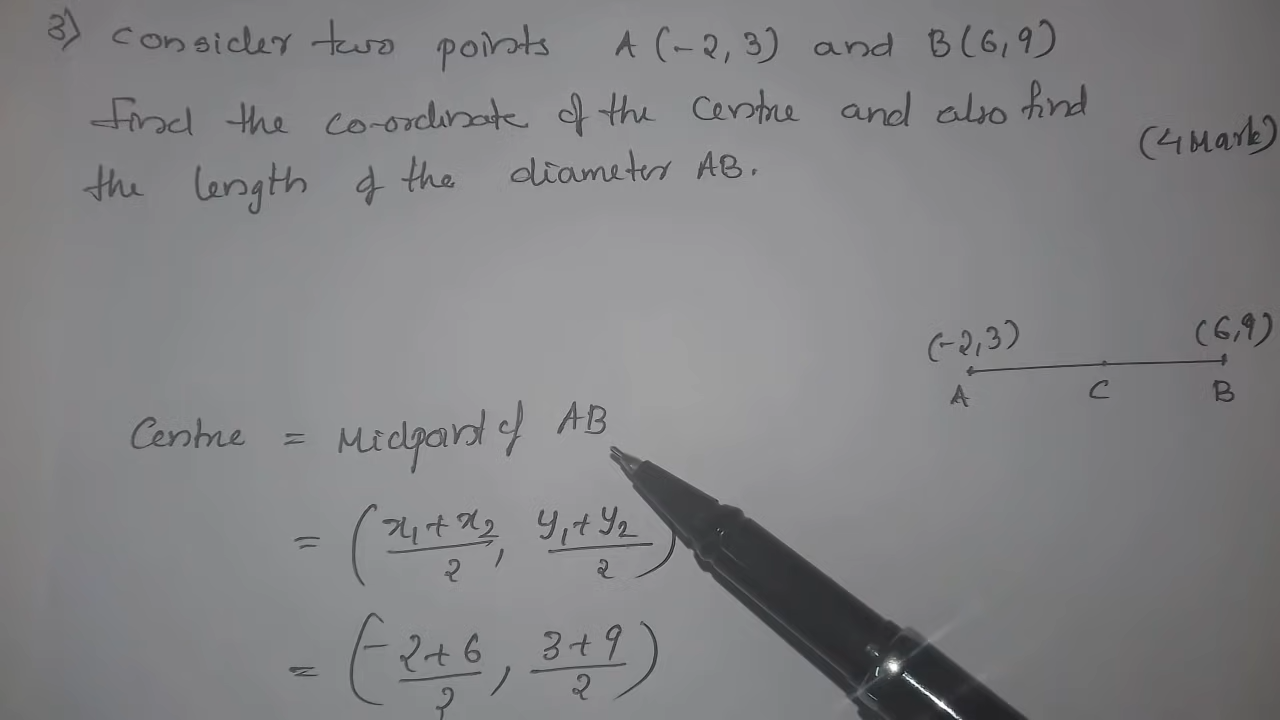 3) Consider two points A(-2, 3) and B(6,9)
find the co-ordinate of the centre and also find
the length of the diameter AB.
(4 Mark)
(-2,3) (6,9)
A C B
Centre = Midpoint of AB
= (x₁+x₂/2, y₁+y₂/2)
= (-2+6/2, 3+9/2)